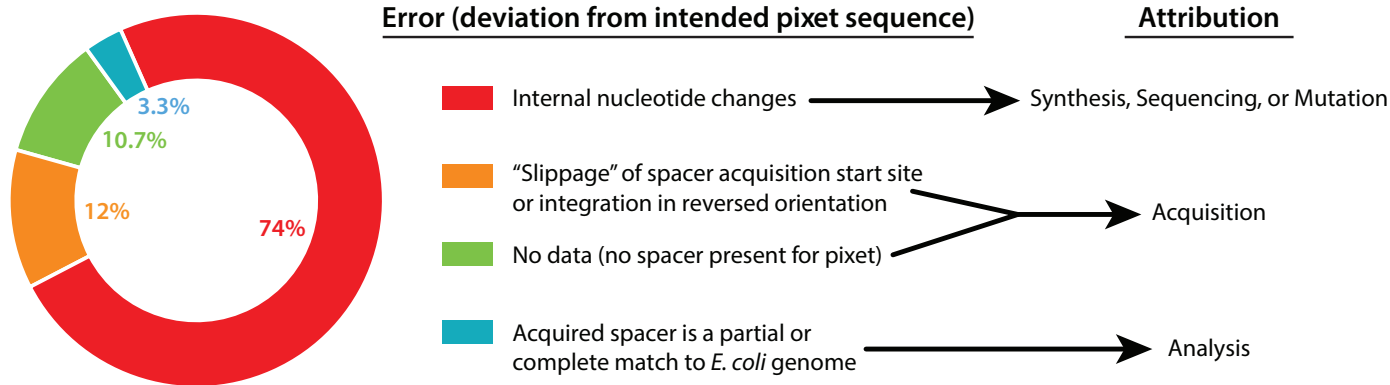 Error (deviation from intended pixet sequence)
Attribution
3.3%
10.7%
12%
74%
Internal nucleotide changes
Synthesis, Sequencing, or Mutation
“Slippage” of spacer acquisition start site
or integration in reversed orientation
Acquisition
No data (no spacer present for pixet)
Acquired spacer is a partial or
complete match to E. coli genome
Analysis